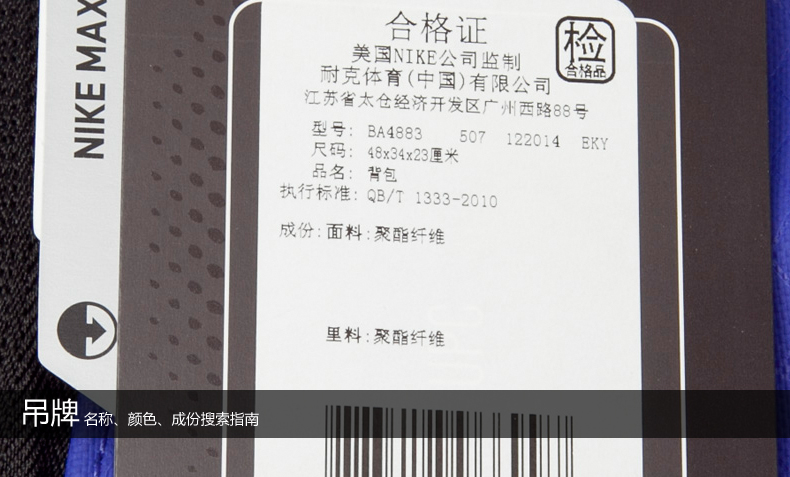 NIKE MAX
合格证
检
合格品
美国NIKE公司监制
耐克体育(中国)有限公司
江苏省太仓经济开发区广州西路88号
型号: BA4883 507 122014 EKY
尺码: 48x34x23厘米
品名: 背包
执行标准: QB/T 1333-2010
成份: 面料: 聚酯纤维
里料: 聚酯纤维
吊牌 名称、颜色、成份搜索指南